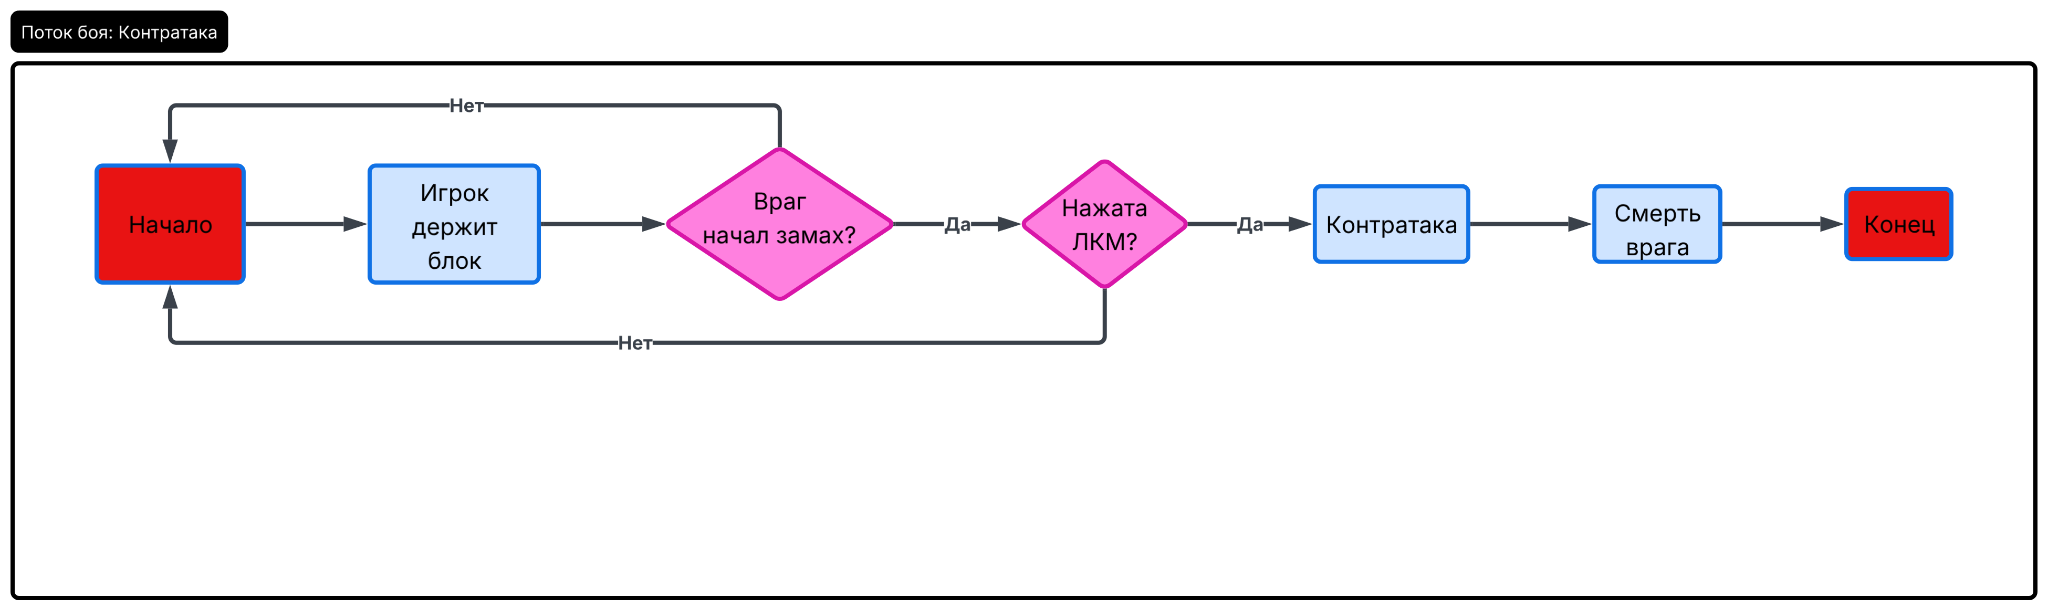 Поток боя: Контратака
Нет
Начало
Игрок
держит
блок
Враг
начал замах?
Да
Нажата
ЛКМ?
Да
Контратака
Смерть
врага
Конец
Нет